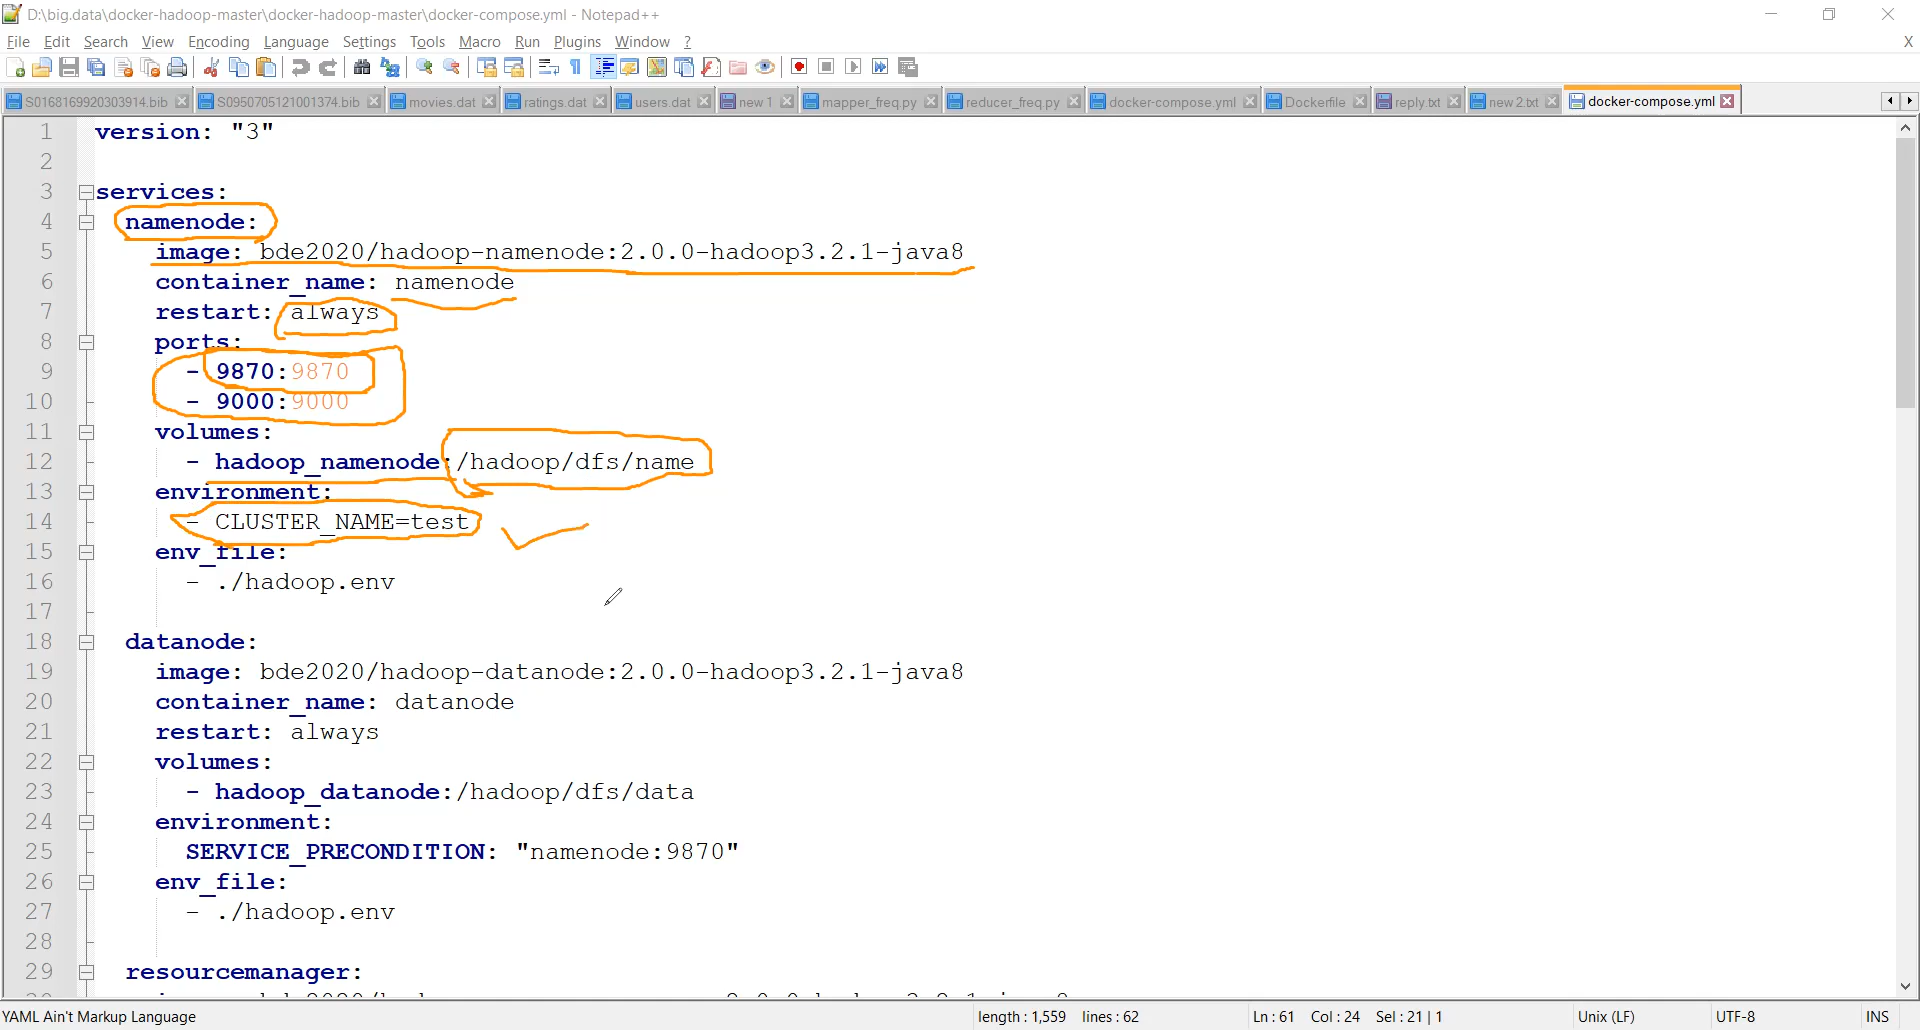 D:\big.data\docker-hadoop-master\docker-hadoop-master\docker-compose.yml - Notepad++
File Edit Search View Encoding Language Settings Tools Macro Run Plugins Window ? X
S0168169920303914.bib S0950705121001374.bib movies.dat ratings.dat users.dat new 1 mapper_freq.py reducer_freq.py docker-compose.yml Dockerfile reply.txt new 2.txt docker-compose.yml
1 version: "3"
2
3 services:
4 namenode:
5 image: bde2020/hadoop-namenode:2.0.0-hadoop3.2.1-java8
6 container_name: namenode
7 restart: always
8 ports:
9 - 9870:9870
10 - 9000:9000
11 volumes:
12 - hadoop_namenode:/hadoop/dfs/name
13 environment:
14 - CLUSTER_NAME=test
15 env_file:
16 - ./hadoop.env
17
18 datanode:
19 image: bde2020/hadoop-datanode:2.0.0-hadoop3.2.1-java8
20 container_name: datanode
21 restart: always
22 volumes:
23 - hadoop_datanode:/hadoop/dfs/data
24 environment:
25 SERVICE_PRECONDITION: "namenode:9870"
26 env_file:
27 - ./hadoop.env
28
29 resourcemanager:
YAML Ain't Markup Language length : 1,559 lines : 62 Ln : 61 Col : 24 Sel : 21 | 1 Unix (LF) UTF-8 INS